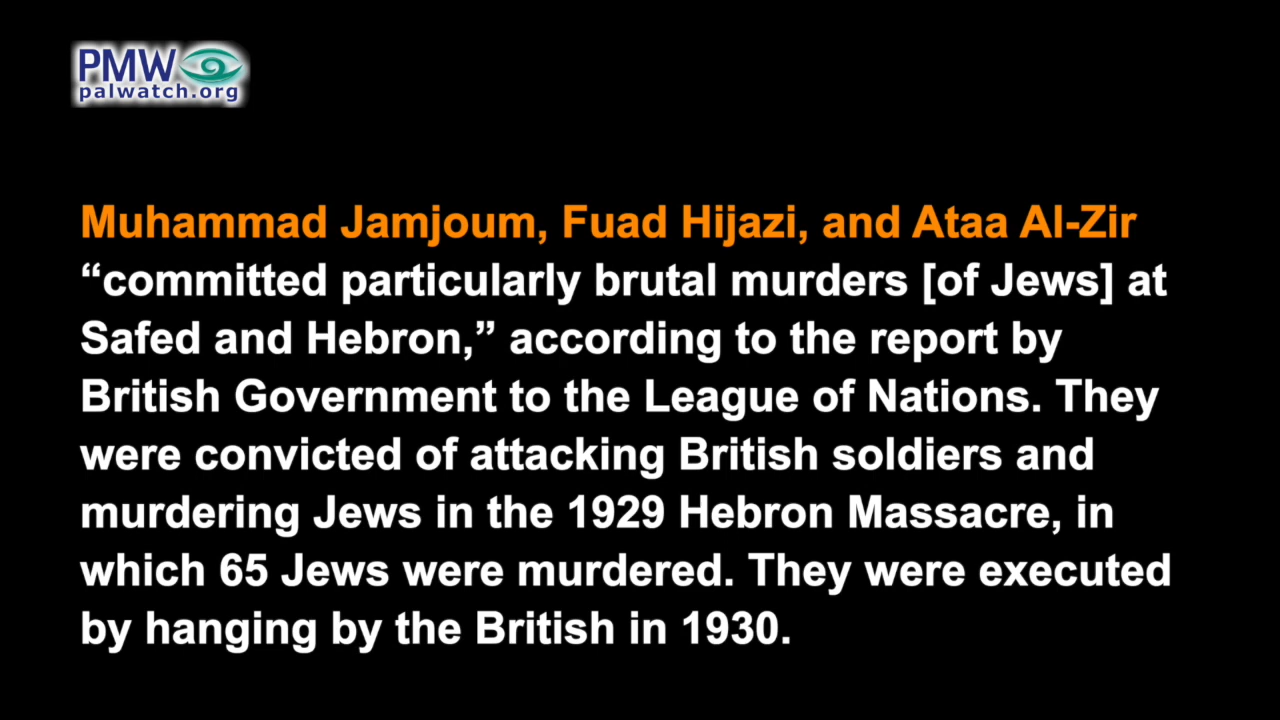 PMW
palwatch.org
Muhammad Jamjoum, Fuad Hijazi, and Ataa Al-Zir
“committed particularly brutal murders [of Jews] at
Safed and Hebron,” according to the report by
British Government to the League of Nations. They
were convicted of attacking British soldiers and
murdering Jews in the 1929 Hebron Massacre, in
which 65 Jews were murdered. They were executed
by hanging by the British in 1930.